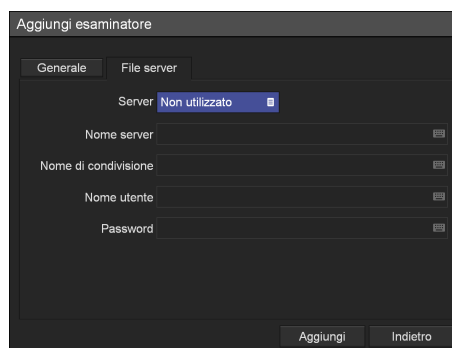 Aggiungi esaminatore
Generale File server
Server Non utilizzato
Nome server
Nome di condivisione
Nome utente
Password
Aggiungi Indietro